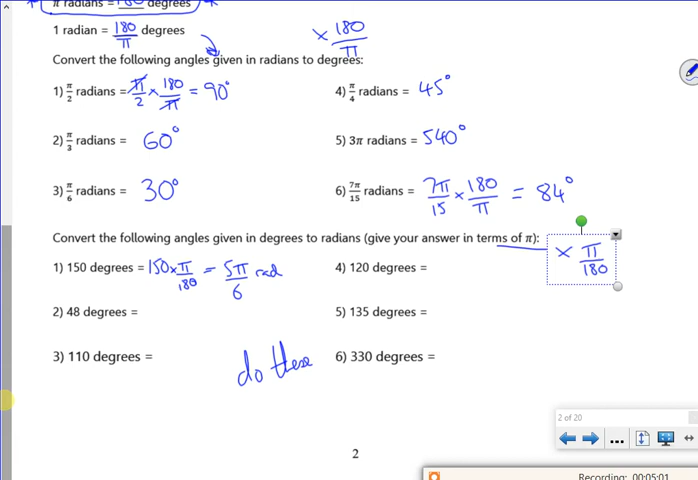 π radians = 180 degrees
1 radian = 180/π degrees × 180/π
Convert the following angles given in radians to degrees:
1) π/2 radians = π/2 × 180/π = 90°
4) π/4 radians = 45°
2) π/3 radians = 60°
5) 3π radians = 540°
3) π/6 radians = 30°
6) 7π/15 radians = 7π/15 × 180/π = 84°
Convert the following angles given in degrees to radians (give your answer in terms of π): × π/180
1) 150 degrees = 150 × π/180 = 5π/6 rad
4) 120 degrees =
2) 48 degrees =
5) 135 degrees =
3) 110 degrees =
do these
6) 330 degrees =
2 of 20
2
Recording: 00:05:01